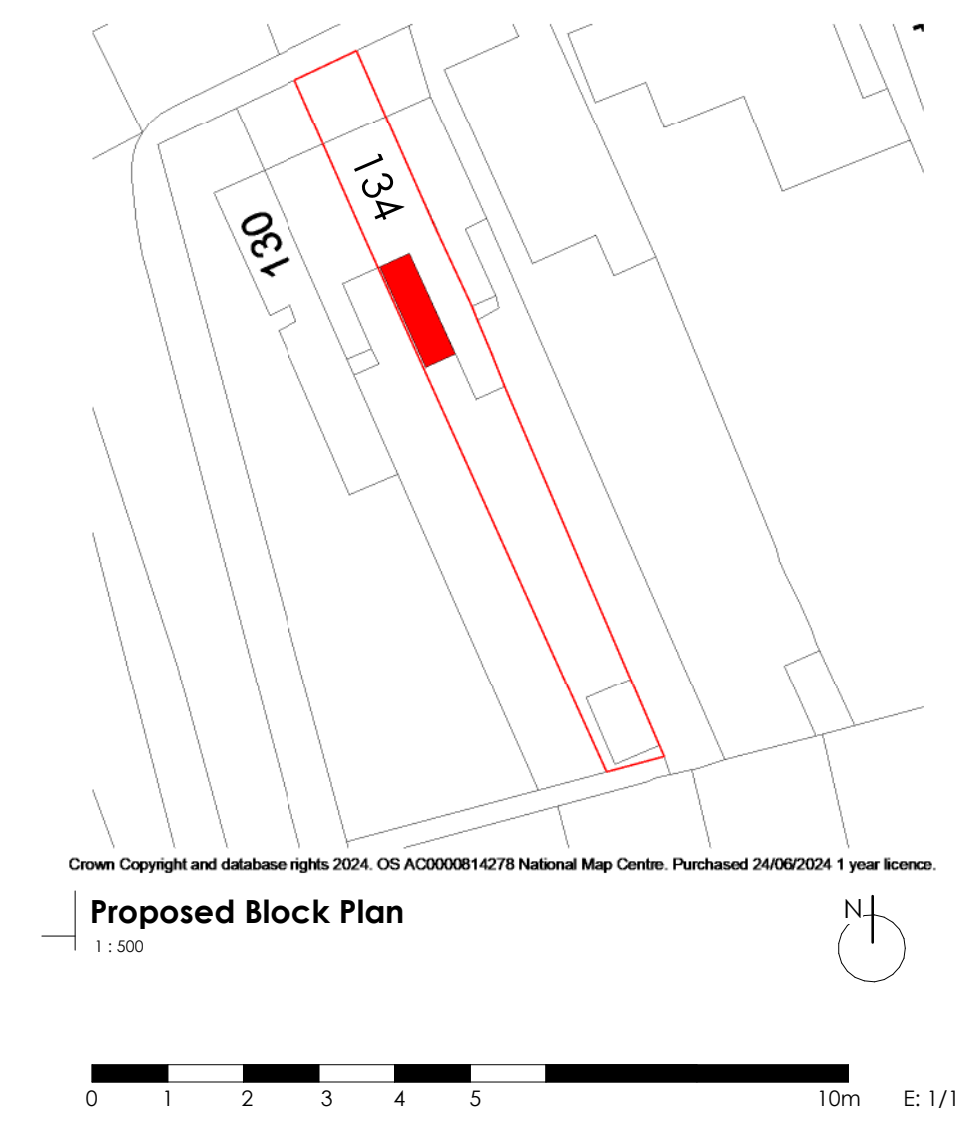 134
130
Crown Copyright and database rights 2024. OS AC0000814278 National Map Centre. Purchased 24/06/2024 1 year licence.
Proposed Block Plan
1 : 500
N
0 1 2 3 4 5 10m
E: 1/1